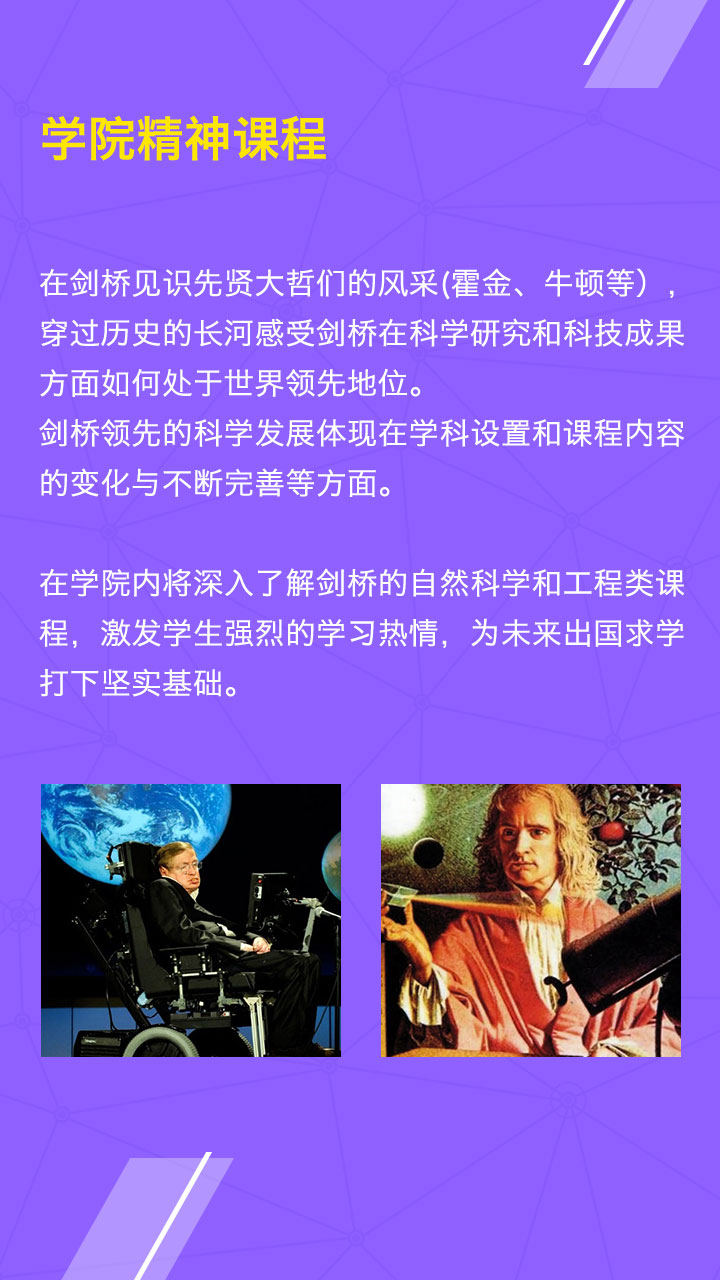 学院精神课程
在剑桥见识先贤大哲们的风采(霍金、牛顿等），
穿过历史的长河感受剑桥在科学研究和科技成果
方面如何处于世界领先地位。
剑桥领先的科学发展体现在学科设置和课程内容
的变化与不断完善等方面。
在学院内将深入了解剑桥的自然科学和工程类课
程，激发学生强烈的学习热情，为未来出国求学
打下坚实基础。